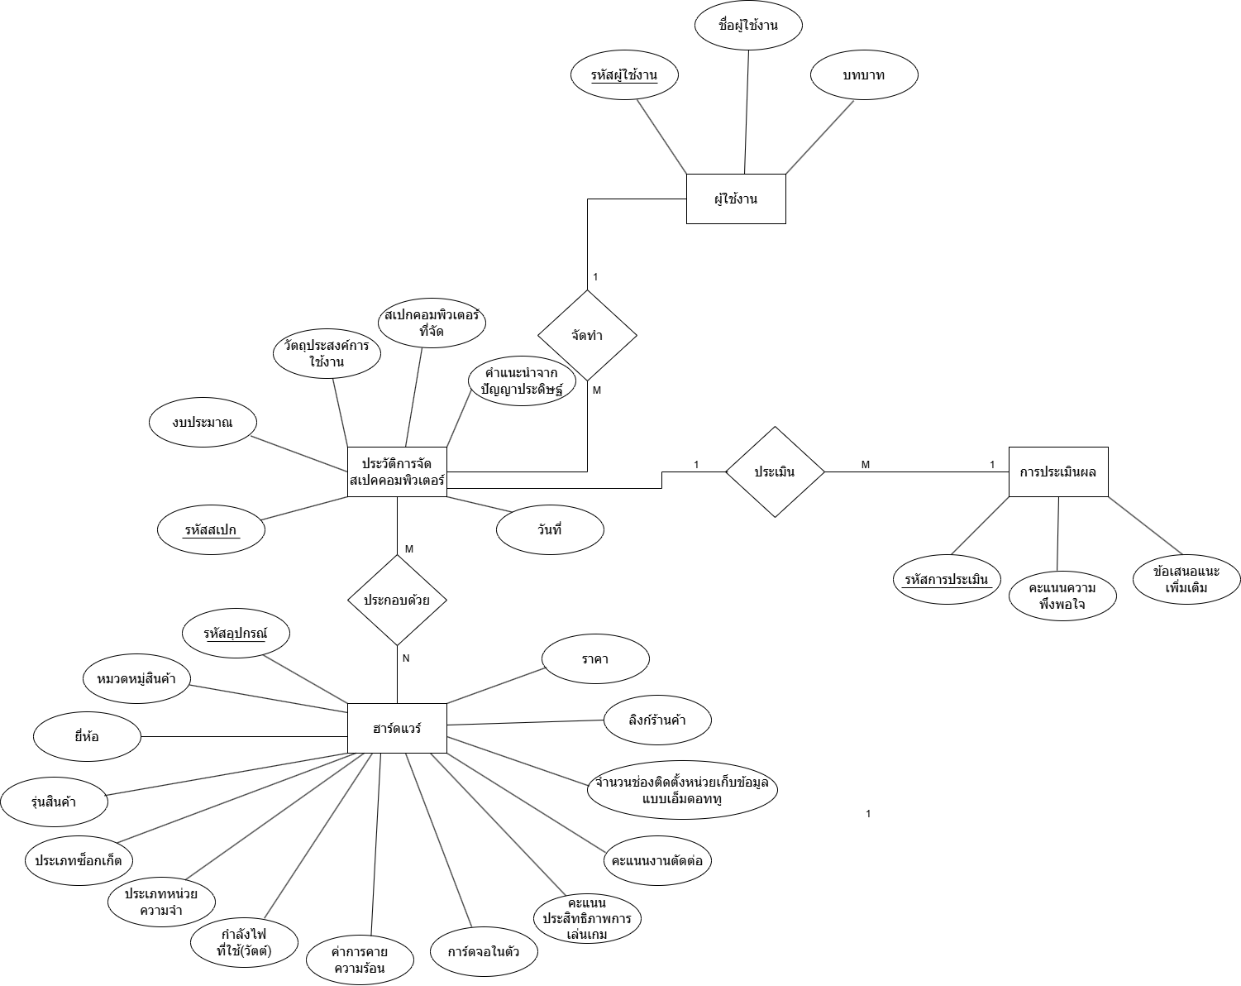 ชื่อผู้ใช้งาน
รหัสผู้ใช้งาน
บทบาท
ผู้ใช้งาน
1
จัดทำ
M
สเปกคอมพิวเตอร์
ที่จัด
วัตถุประสงค์การ
ใช้งาน
คำแนะนำจาก
ปัญญาประดิษฐ์
งบประมาณ
ประวัติการจัด
สเปคคอมพิวเตอร์
1
ประเมิน
M
1
การประเมินผล
รหัสสเปก
วันที่
M
ประกอบด้วย
N
รหัสการประเมิน
คะแนนความ
พึงพอใจ
ข้อเสนอแนะ
เพิ่มเติม
รหัสอุปกรณ์
ราคา
หมวดหมู่สินค้า
ลิงก์ร้านค้า
ยี่ห้อ
ฮาร์ดแวร์
จำนวนช่องติดตั้งหน่วยเก็บข้อมูล
แบบเอ็มดอททู
รุ่นสินค้า
1
ประเภทซ็อกเก็ต
คะแนนงานตัดต่อ
ประเภทหน่วย
ความจำ
คะแนน
ประสิทธิภาพการ
เล่นเกม
กำลังไฟ
ที่ใช้(วัตต์)
ค่าการคาย
ความร้อน
การ์ดจอในตัว